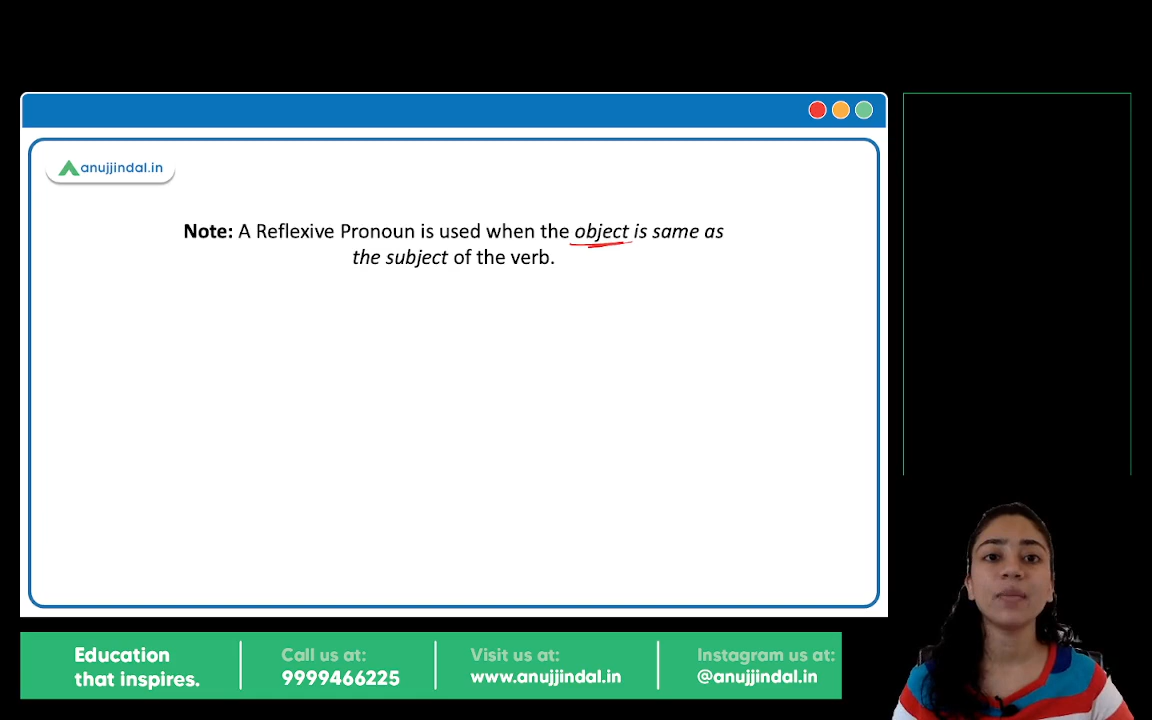 anujjindal.in
Note: A Reflexive Pronoun is used when the object is same as
the subject of the verb.
Education
that inspires.
Call us at:
9999466225
Visit us at:
www.anujjindal.in
Instagram us at:
@anujjindal.in